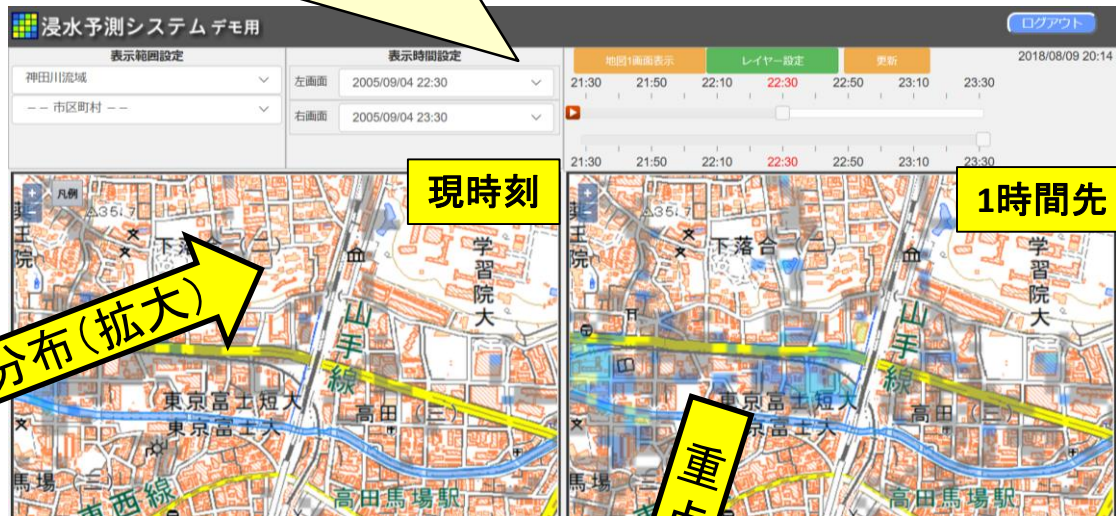 浸水予測システム デモ用
ログアウト
表示範囲設定
表示時間設定
地図1画面表示
レイヤー設定
更新
2018/08/09 20:14
神田川流域
左画面
2005/09/04 22:30
21:30 21:50 22:10 22:30 22:50 23:10 23:30
-- 市区町村 --
右画面
2005/09/04 23:30
21:30 21:50 22:10 22:30 22:50 23:10 23:30
現時刻
1時間先
+
凡例
+
35.7
35.7
下落合(二)
下落合(二)
院
院
学習院大
学習院大
分布(拡大)
山手線
山手線
東京富士短大
東京富士短大
東京富士大
京富士大
高田(三)
高田(三)
重点
馬場(三)
馬場
東西線
高田馬場駅
高田馬場駅